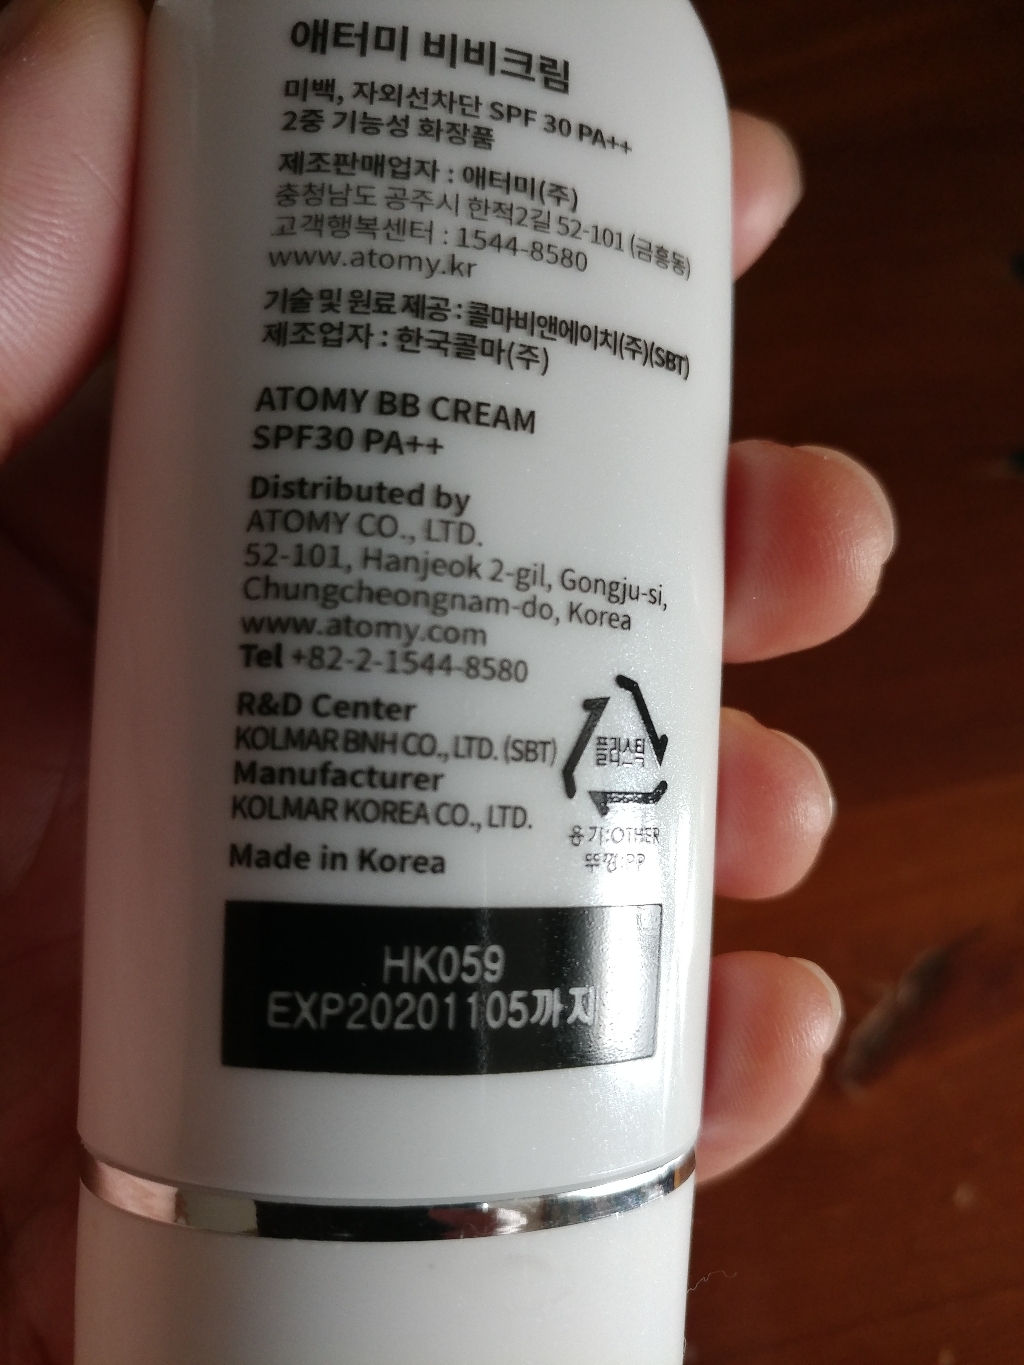 애터미 비비크림
미백, 자외선차단 SPF 30 PA++
2중 기능성 화장품
제조판매업자 : 애터미(주)
충청남도 공주시 한적2길 52-101 (금흥동)
고객행복센터 : 1544-8580
www.atomy.kr
기술 및 원료 제공 : 콜마비앤에이치(주)(SBT)
제조업자 : 한국콜마(주)
ATOMY BB CREAM
SPF30 PA++
Distributed by
ATOMY CO., LTD.
52-101, Hanjeok 2-gil, Gongju-si,
Chungcheongnam-do, Korea
www.atomy.com
Tel +82-2-1544-8580
R&D Center
KOLMAR BNH CO., LTD. (SBT)
Manufacturer
KOLMAR KOREA CO., LTD.
Made in Korea
플라스틱
용기:OTHER
뚜껑:PP
HK059
EXP20201105까지